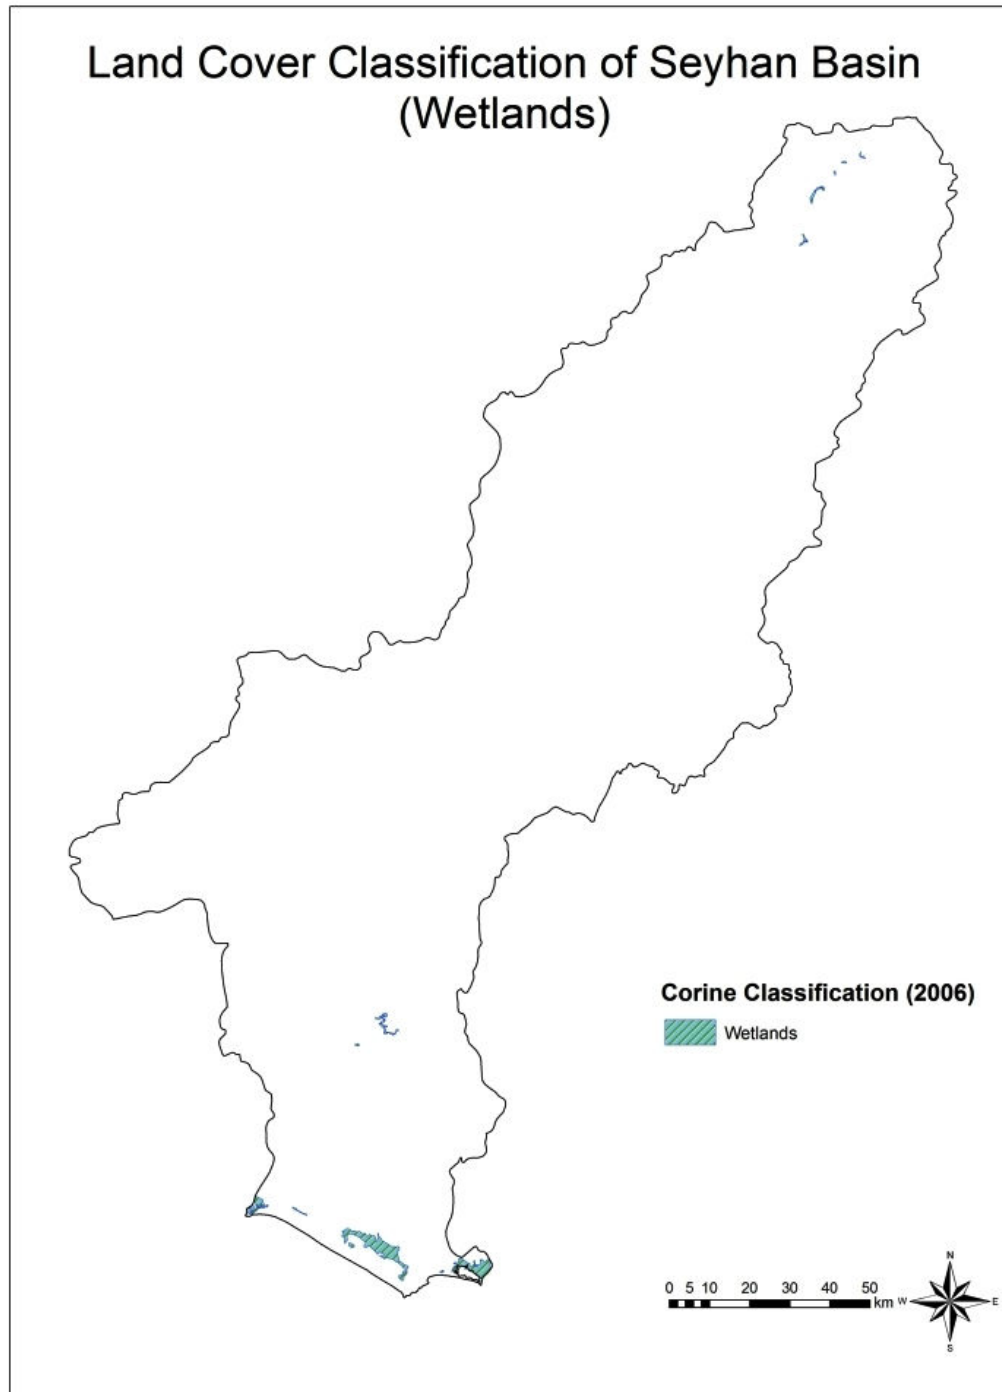 Land Cover Classification of Seyhan Basin
(Wetlands)
Corine Classification (2006)
Wetlands
0 5 10 20 30 40 50
km
N
W
E
S